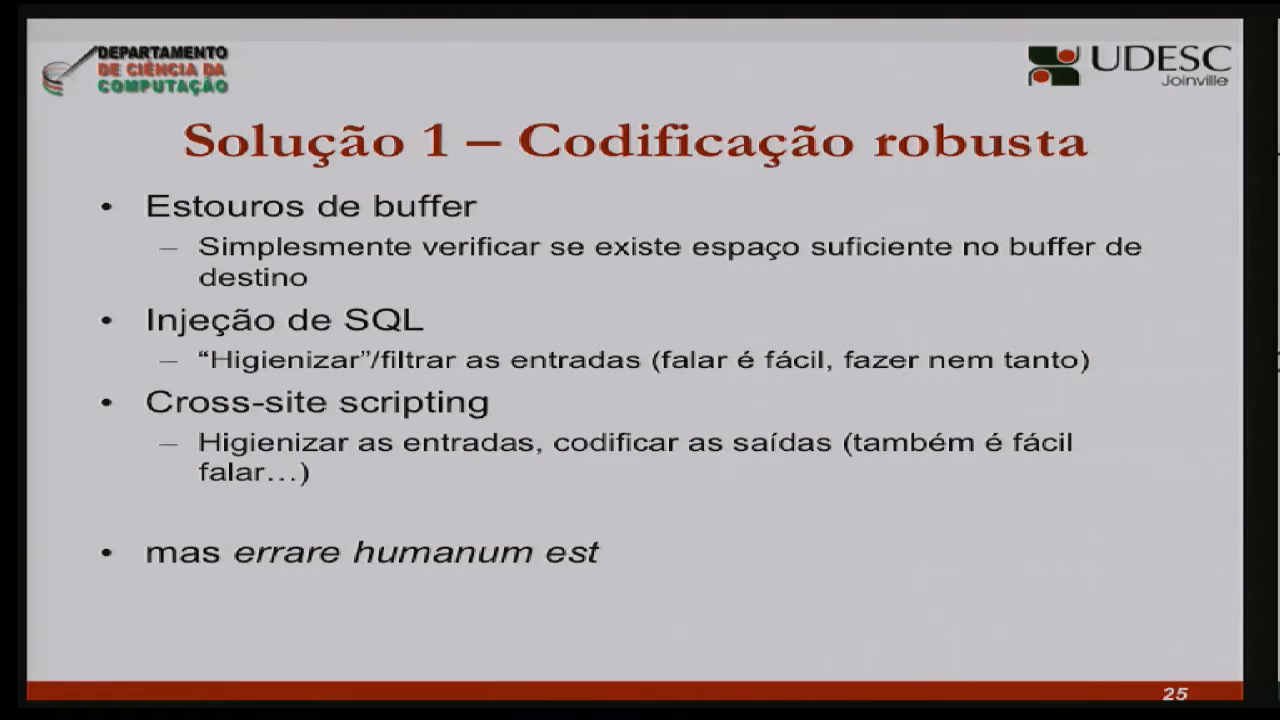 DEPARTAMENTO
DE CIÊNCIA DA
COMPUTAÇÃO
UDESC
Joinville
Solução 1 – Codificação robusta
• Estouros de buffer
– Simplesmente verificar se existe espaço suficiente no buffer de
destino
• Injeção de SQL
– “Higienizar”/filtrar as entradas (falar é fácil, fazer nem tanto)
• Cross-site scripting
– Higienizar as entradas, codificar as saídas (também é fácil
falar…)
• mas errare humanum est
25